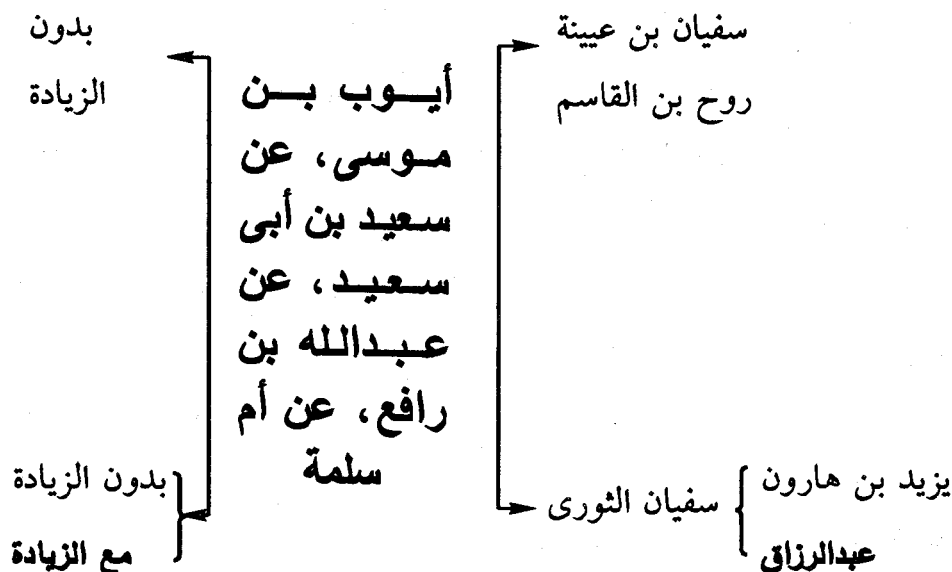 سفيان بن عيينة
روح بن القاسم
أيوب بن
موسى، عن
سعيد بن أبى
سعيد، عن
عبدالله بن
رافع، عن أم
سلمة
بدون
الزيادة
يزيد بن هارون
عبدالرزاق
سفيان الثورى
بدون الزيادة
مع الزيادة